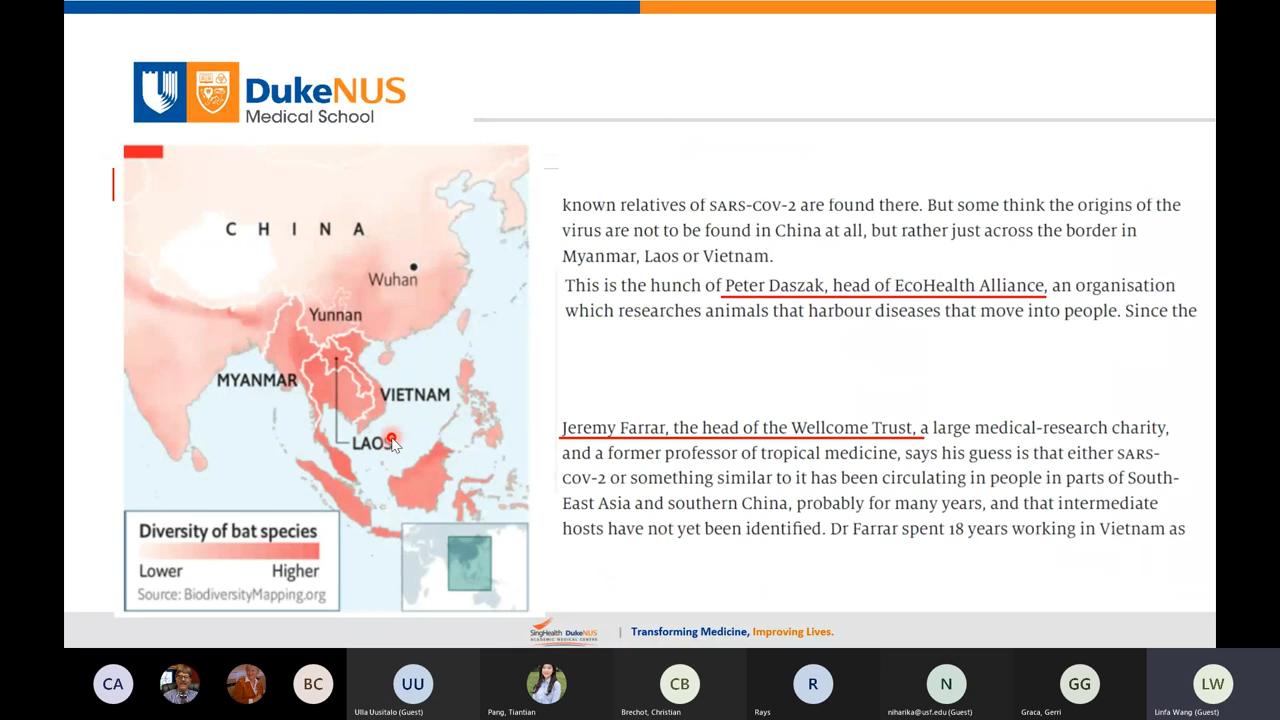 DukeNUS
Medical School
CHINA
Wuhan
Yunnan
MYANMAR
VIETNAM
LAOS
Diversity of bat species
Lower Higher
Source: BiodiversityMapping.org
known relatives of SARS-COV-2 are found there. But some think the origins of the
virus are not to be found in China at all, but rather just across the border in
Myanmar, Laos or Vietnam.
This is the hunch of Peter Daszak, head of EcoHealth Alliance, an organisation
which researches animals that harbour diseases that move into people. Since the
Jeremy Farrar, the head of the Wellcome Trust, a large medical-research charity,
and a former professor of tropical medicine, says his guess is that either SARS-
COV-2 or something similar to it has been circulating in people in parts of South-
East Asia and southern China, probably for many years, and that intermediate
hosts have not yet been identified. Dr Farrar spent 18 years working in Vietnam as
SingHealth DukeNUS
ACADEMIC MEDICAL CENTRE
| Transforming Medicine, Improving Lives.
CA BC UU CB R N GG LW
Ulla Uusitalo (Guest) Pang, Tiantian Brechot, Christian Rays niharika@usf.edu (Guest) Graca, Gerri Linfa Wang (Guest)